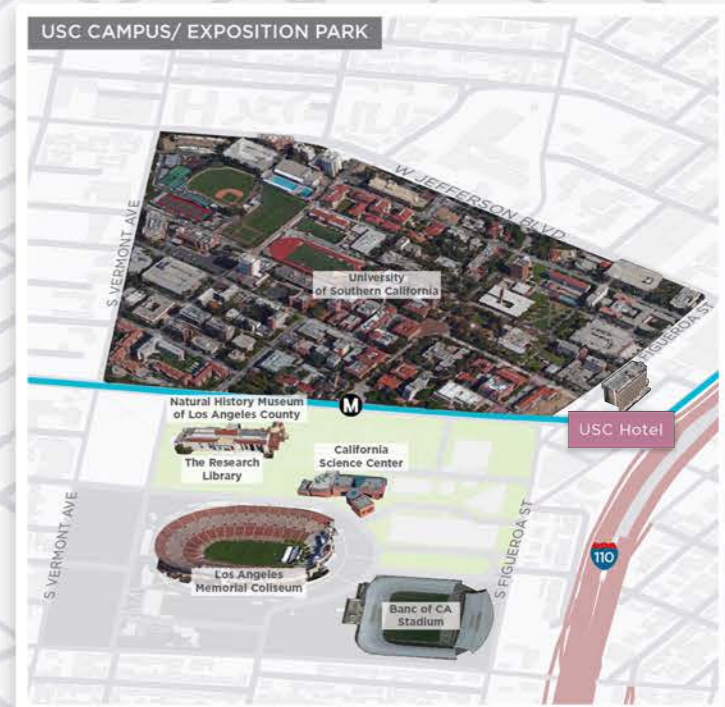 USC CAMPUS/ EXPOSITION PARK
W JEFFERSON BLVD
S VERMONT AVE
University
of Southern California
FIGUEROA ST
M
USC Hotel
Natural History Museum
of Los Angeles County
The Research
Library
California
Science Center
S VERMONT AVE
S FIGUEROA ST
110
Los Angeles
Memorial Coliseum
Banc of CA
Stadium